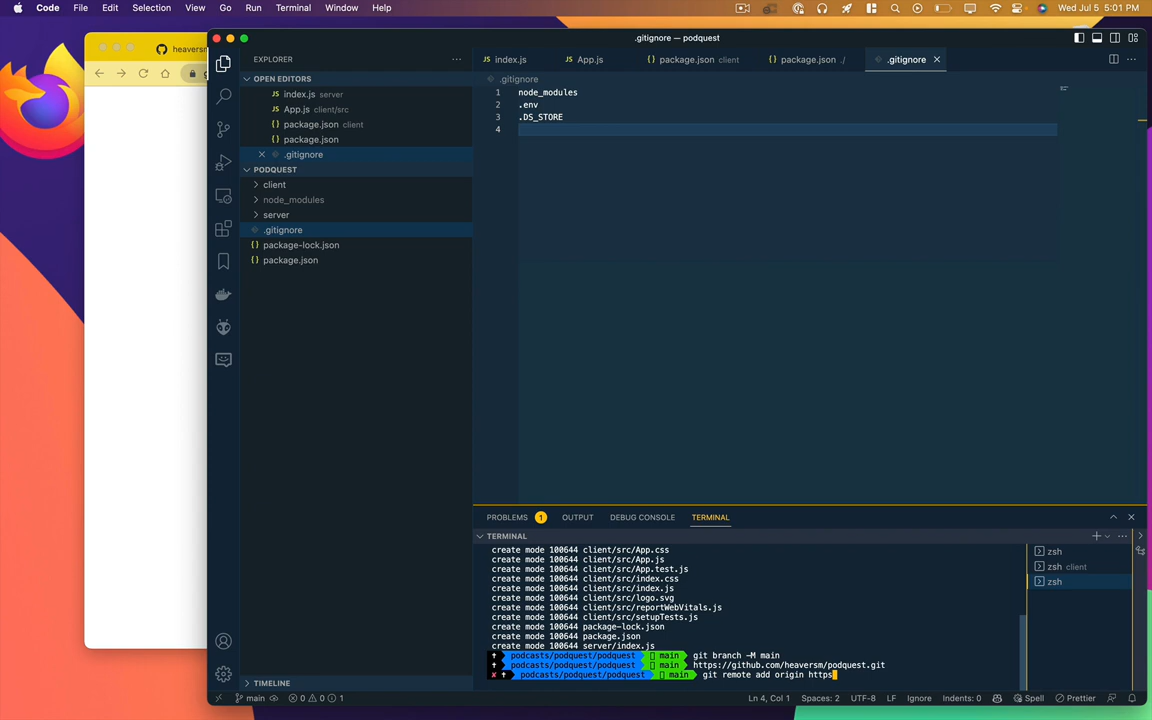 Code File Edit Selection View Go Run Terminal Window Help Wed Jul 5 5:01 PM
heaversm
.gitignore — podquest
EXPLORER
OPEN EDITORS
index.js server
App.js client/src
package.json client
package.json
.gitignore
PODQUEST
client
node_modules
server
.gitignore
package-lock.json
package.json
TIMELINE
index.js App.js package.json client package.json ./ .gitignore
.gitignore
1 node_modules
2 .env
3 .DS_STORE
4
PROBLEMS 1 OUTPUT DEBUG CONSOLE TERMINAL
TERMINAL
create mode 100644 client/src/App.css
create mode 100644 client/src/App.js
create mode 100644 client/src/App.test.js
create mode 100644 client/src/index.css
create mode 100644 client/src/index.js
create mode 100644 client/src/logo.svg
create mode 100644 client/src/reportWebVitals.js
create mode 100644 client/src/setupTests.js
create mode 100644 package-lock.json
create mode 100644 package.json
create mode 100644 server/index.js
podcasts/podquest/podquest main git branch -M main
podcasts/podquest/podquest main https://github.com/heaversm/podquest.git
podcasts/podquest/podquest main git remote add origin https
zsh
zsh client
zsh
main 0 0 1 Ln 4, Col 1 Spaces: 2 UTF-8 LF Ignore Indents: 0 Spell Prettier